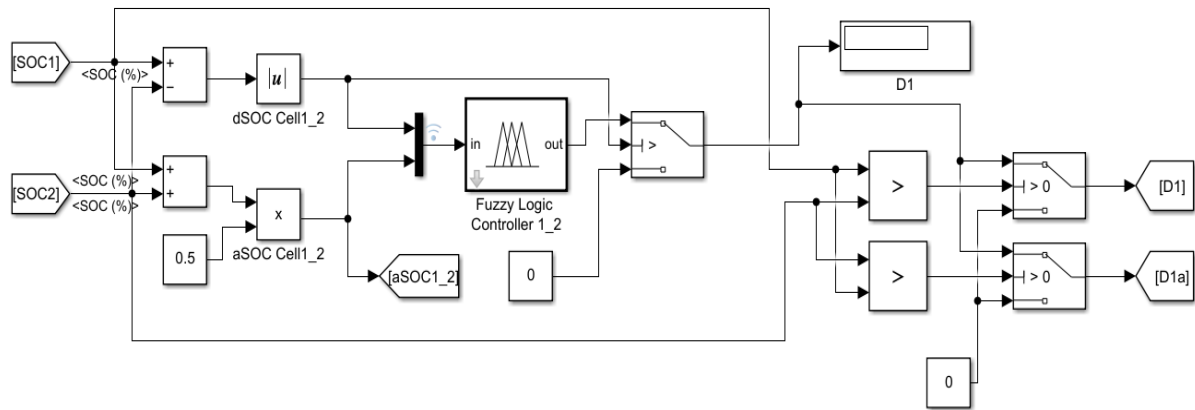 [SOC1]
<SOC (%)>
+
−
|u|
dSOC Cell1_2
in
out
>
D1
Fuzzy Logic
Controller 1_2
[SOC2]
<SOC (%)>
<SOC (%)>
+
+
x
aSOC Cell1_2
0.5
[aSOC1_2]
0
>
> 0
[D1]
>
> 0
[D1a]
0